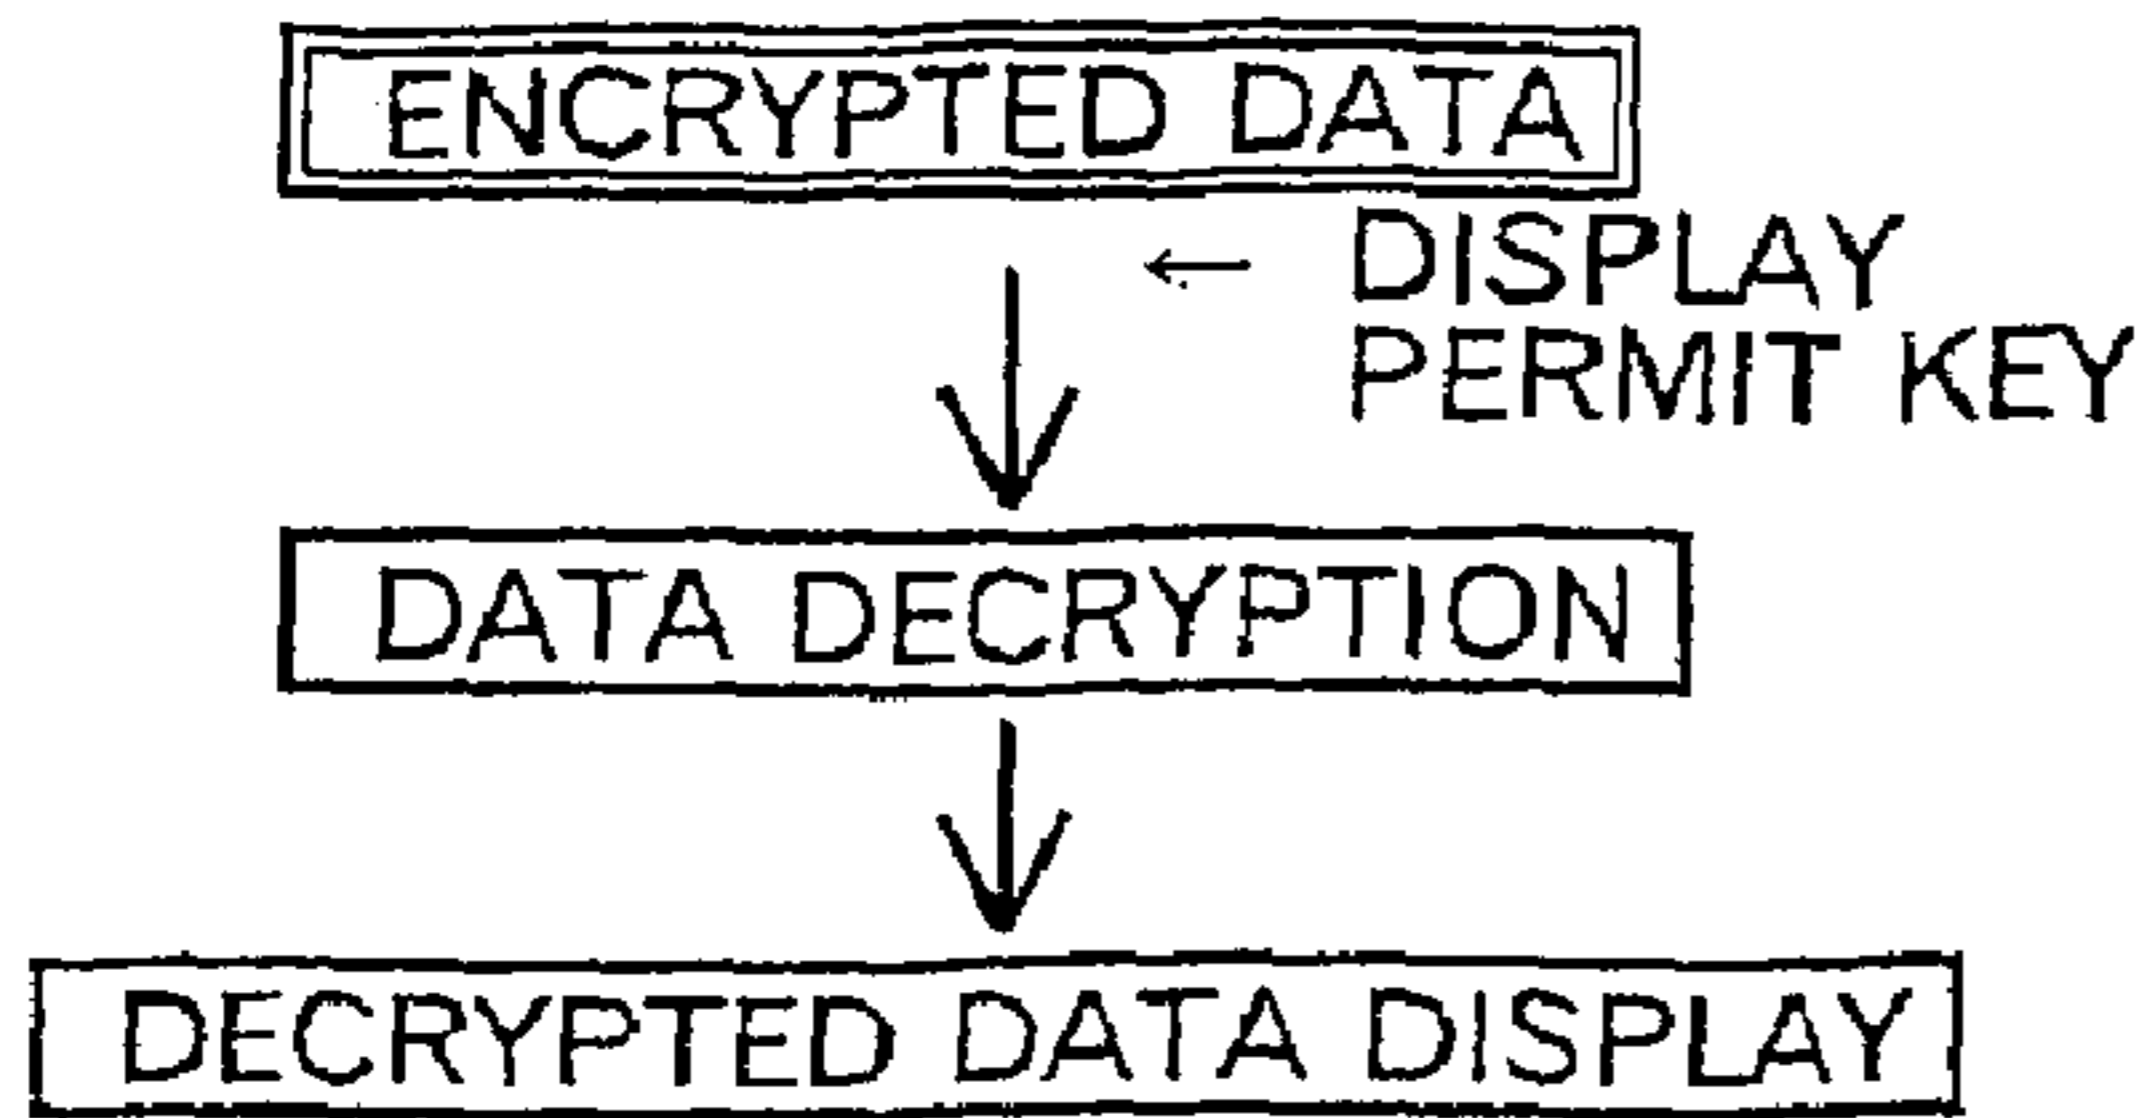 ENCRYPTED DATA
DISPLAY
PERMIT KEY
DATA DECRYPTION
DECRYPTED DATA DISPLAY